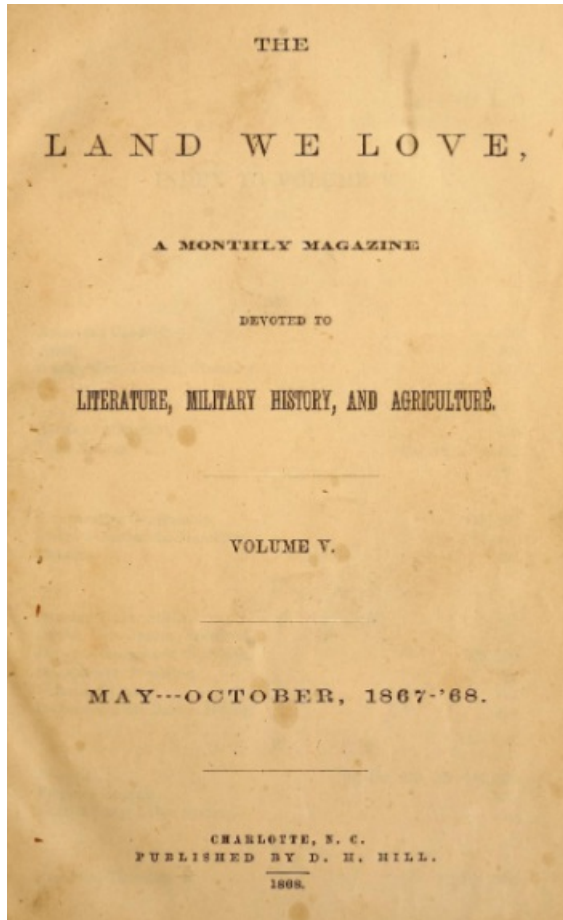 THE
LAND WE LOVE,
A MONTHLY MAGAZINE
DEVOTED TO
LITERATURE, MILITARY HISTORY, AND AGRICULTURE.
VOLUME V.
MAY---OCTOBER, 1867-'68.
CHARLOTTE, N. C.
PUBLISHED BY D. H. HILL.
1868.